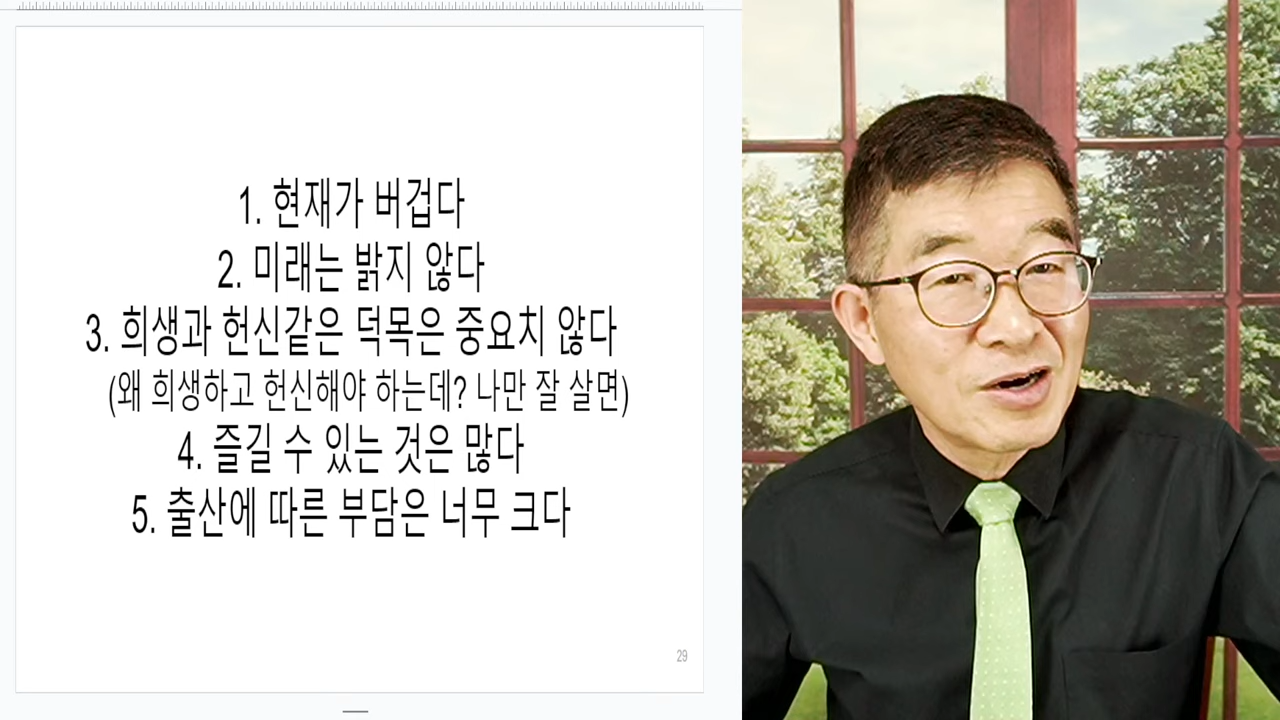 1. 현재가 버겁다
2. 미래는 밝지 않다
3. 희생과 헌신같은 덕목은 중요치 않다
(왜 희생하고 헌신해야 하는데? 나만 잘 살면)
4. 즐길 수 있는 것은 많다
5. 출산에 따른 부담은 너무 크다
29